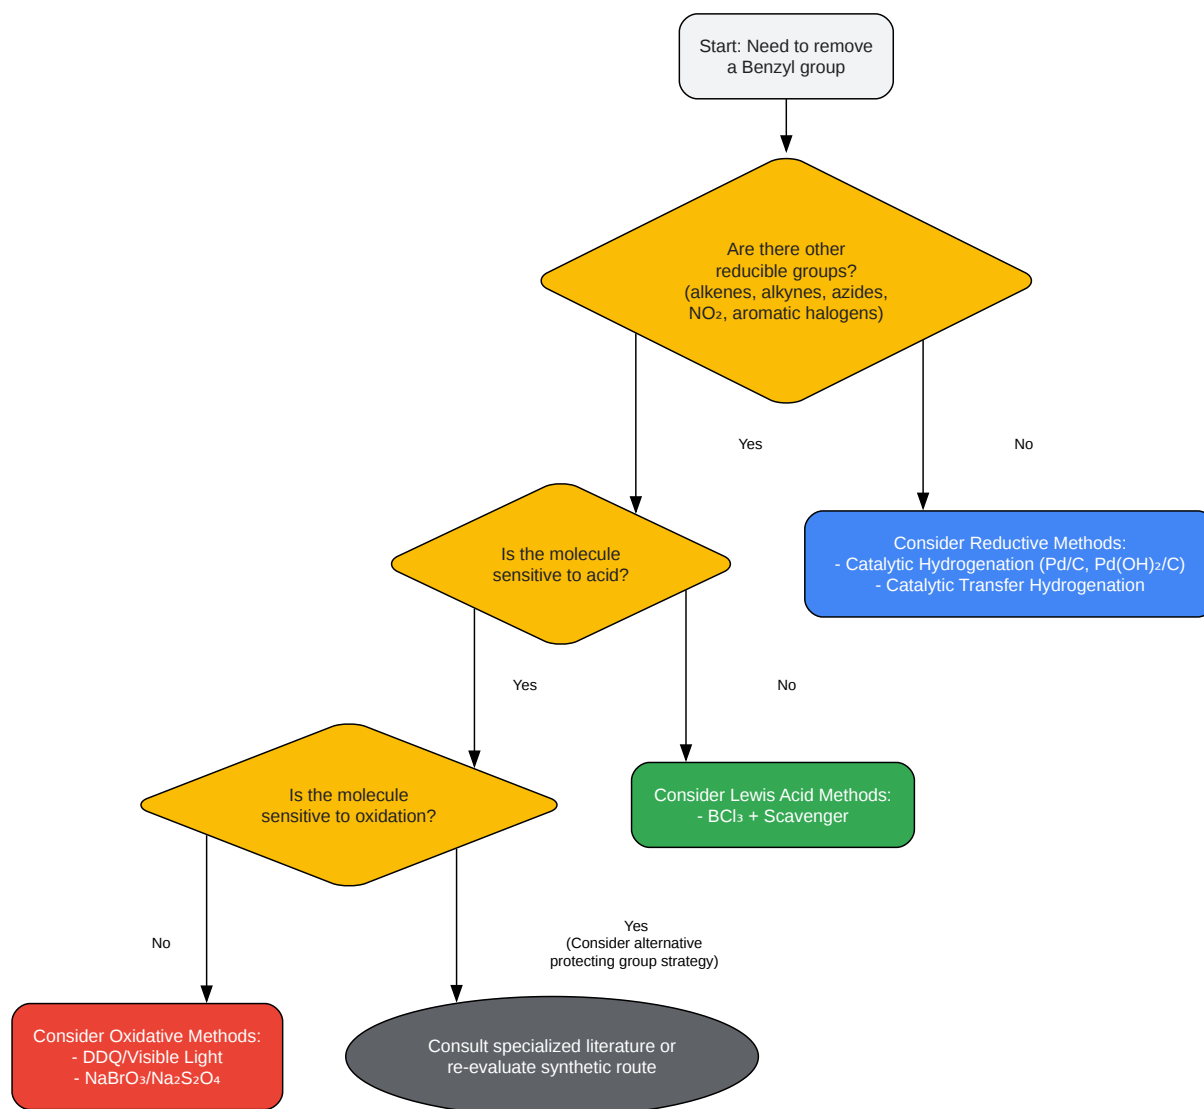 Start: Need to remove
a Benzyl group
Are there other
reducible groups?
(alkenes, alkynes, azides,
NO₂, aromatic halogens)
Yes
No
Is the molecule
sensitive to acid?
Consider Reductive Methods:
- Catalytic Hydrogenation (Pd/C, Pd(OH)₂/C)
- Catalytic Transfer Hydrogenation
Yes
No
Is the molecule
sensitive to oxidation?
Consider Lewis Acid Methods:
- BCl₃ + Scavenger
No
Yes
(Consider alternative
protecting group strategy)
Consider Oxidative Methods:
- DDQ/Visible Light
- NaBrO₃/Na₂S₂O₄
Consult specialized literature or
re-evaluate synthetic route